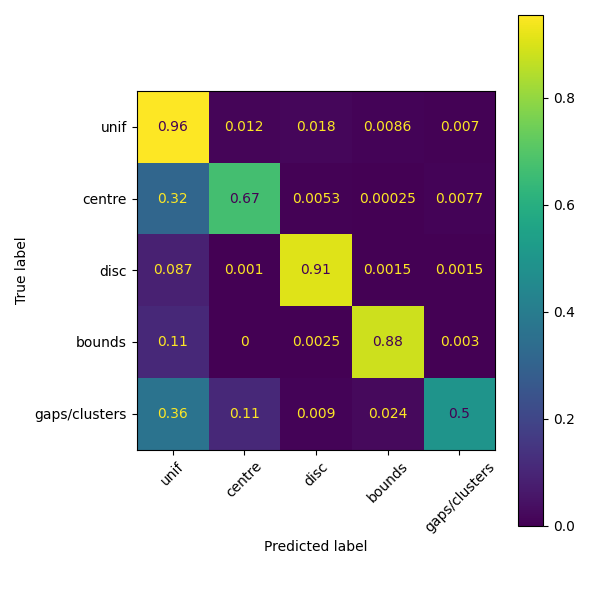 unif 0.96 0.012 0.018 0.0086 0.007
centre 0.32 0.67 0.0053 0.00025 0.0077
disc 0.087 0.001 0.91 0.0015 0.0015
bounds 0.11 0 0.0025 0.88 0.003
gaps/clusters 0.36 0.11 0.009 0.024 0.5
True label
unif centre disc bounds gaps/clusters
Predicted label
0.8
0.6
0.4
0.2
0.0